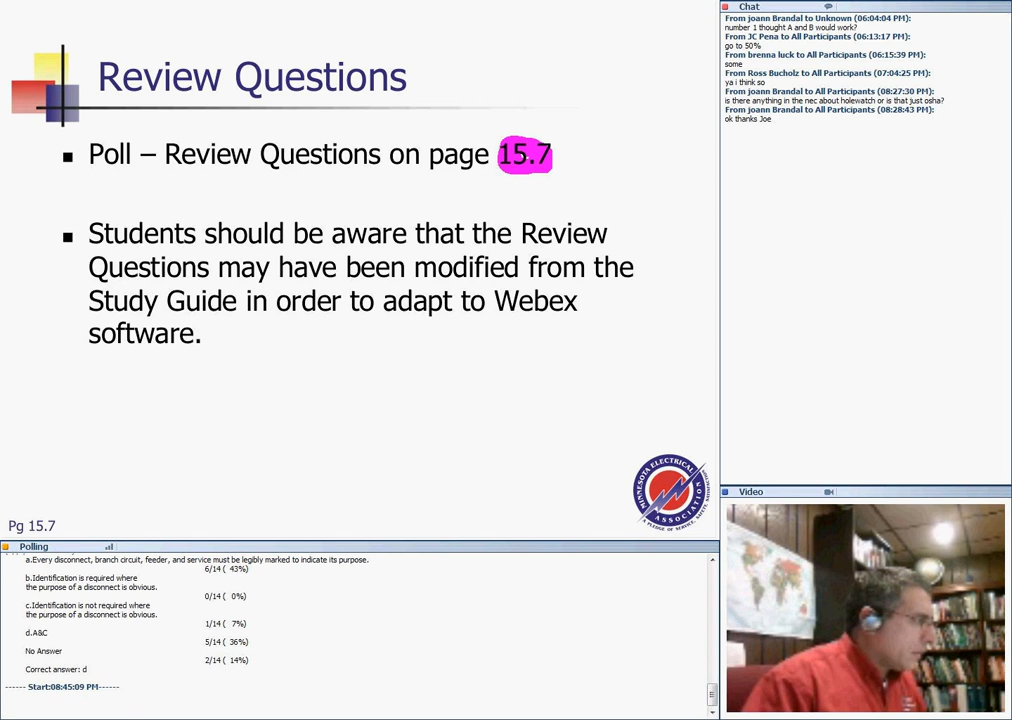 Review Questions
Poll – Review Questions on page 15.7
Students should be aware that the Review
Questions may have been modified from the
Study Guide in order to adapt to Webex
software.
MINNESOTA ELECTRICAL
ASSOCIATION
Pg 15.7
Polling
a.Every disconnect, branch circuit, feeder, and service must be legibly marked to indicate its purpose.
6/14 ( 43%)
b.Identification is required where
the purpose of a disconnect is obvious.
0/14 ( 0%)
c.Identification is not required where
the purpose of a disconnect is obvious.
1/14 ( 7%)
d.A&C
5/14 ( 36%)
No Answer
2/14 ( 14%)
Correct answer: d
------ Start:08:45:09 PM------
Chat
From joann Brandal to Unknown (06:04:04 PM):
number 1 thought A and B would work?
From JC Pena to All Participants (06:13:17 PM):
go to 50%
From brenna luck to All Participants (06:15:39 PM):
some
From Ross Bucholz to All Participants (07:04:25 PM):
ya i think so
From joann Brandal to All Participants (08:27:30 PM):
is there anything in the nec about holewatch or is that just osha?
From joann Brandal to All Participants (08:28:43 PM):
ok thanks Joe
Video